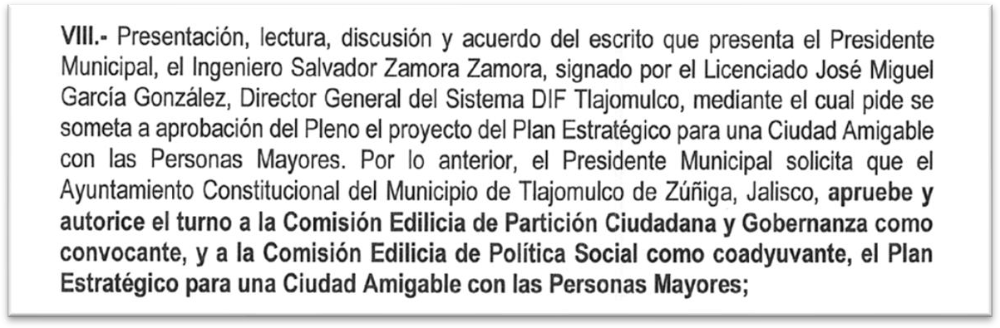 VIII.- Presentación, lectura, discusión y acuerdo del escrito que presenta el Presidente
Municipal, el Ingeniero Salvador Zamora Zamora, signado por el Licenciado José Miguel
García González, Director General del Sistema DIF Tlajomulco, mediante el cual pide se
someta a aprobación del Pleno el proyecto del Plan Estratégico para una Ciudad Amigable
con las Personas Mayores. Por lo anterior, el Presidente Municipal solicita que el
Ayuntamiento Constitucional del Municipio de Tlajomulco de Zúñiga, Jalisco, apruebe y
autorice el turno a la Comisión Edilicia de Partición Ciudadana y Gobernanza como
convocante, y a la Comisión Edilicia de Política Social como coadyuvante, el Plan
Estratégico para una Ciudad Amigable con las Personas Mayores;